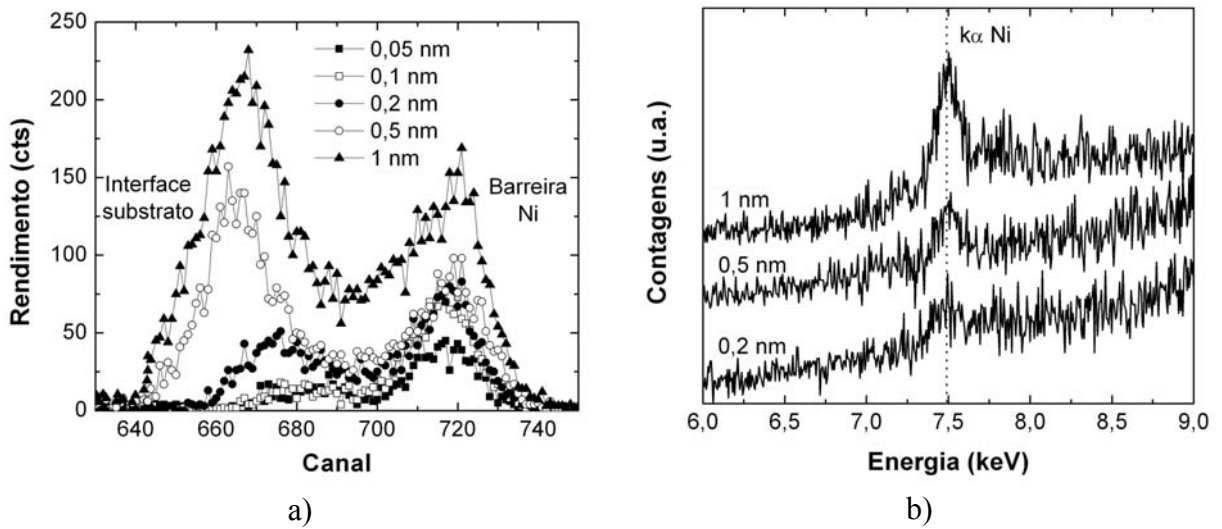 250
200
150
100
50
0
Rendimento (cts)
0,05 nm
0,1 nm
0,2 nm
0,5 nm
1 nm
Interface
substrato
Barreira
Ni
640 660 680 700 720 740
Canal
a)
kα Ni
Contagens (u.a.)
1 nm
0,5 nm
0,2 nm
6,0 6,5 7,0 7,5 8,0 8,5 9,0
Energia (keV)
b)